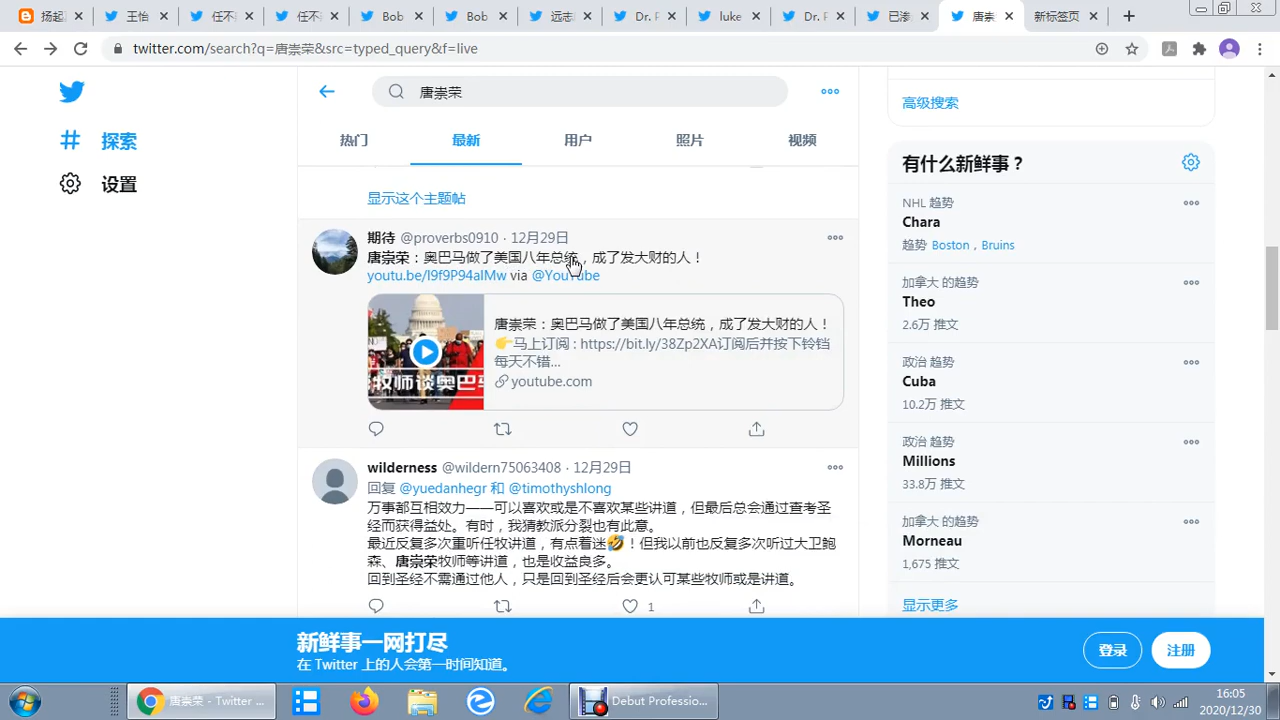 扬起
王怡
任不
任不
Bob
Bob
远志
Dr. F
luke
Dr. F
已淡
唐崇
新标签页
twitter.com/search?q=唐崇荣&src=typed_query&f=live
唐崇荣
高级搜索
探索
热门
最新
用户
照片
视频
设置
显示这个主题帖
期待 @proverbs0910 · 12月29日
唐崇荣：奥巴马做了美国八年总统，成了发大财的人！
youtu.be/I9f9P94aIMw via @YouTube
唐崇荣：奥巴马做了美国八年总统，成了发大财的人！
👉马上订阅 : https://bit.ly/38Zp2XA订阅后并按下铃铛
每天不错...
youtube.com
牧师谈奥巴马
wilderness @wildern75063408 · 12月29日
回复 @yuedanhegr 和 @timothyshlong
万事都互相效力——可以喜欢或是不喜欢某些讲道，但最后总会通过查考圣
经而获得益处。有时，我猜教派分裂也有此意。
最近反复多次重听任牧讲道，有点着迷🤣！但我以前也反复多次听过大卫鲍
森、唐崇荣牧师等讲道，也是收益良多。
回到圣经不需通过他人，只是回到圣经后会更认可某些牧师或是讲道。
1
有什么新鲜事？
NHL 趋势
Chara
趋势 Boston，Bruins
加拿大 的趋势
Theo
2.6万 推文
政治 趋势
Cuba
10.2万 推文
政治 趋势
Millions
33.8万 推文
加拿大 的趋势
Morneau
1,675 推文
显示更多
新鲜事一网打尽
在 Twitter 上的人会第一时间知道。
登录
注册
唐崇荣 - Twitter ...
Debut Professio...
16:05
2020/12/30